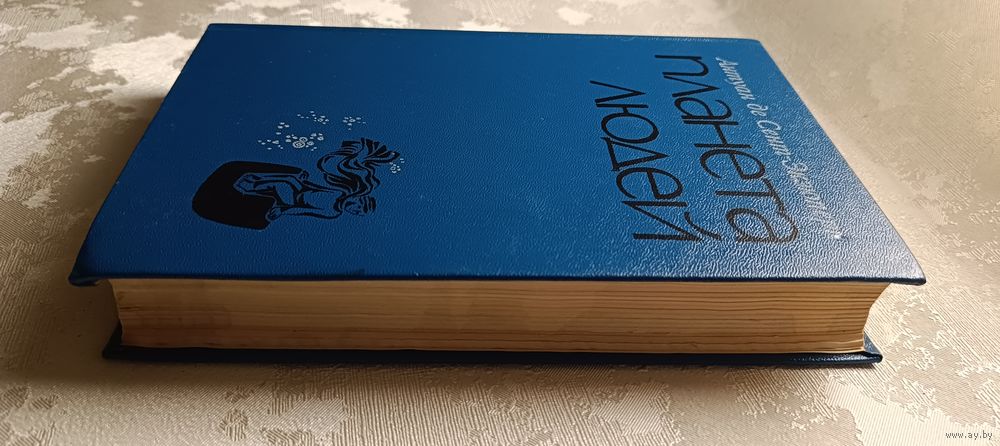 Антуан де Сент-Экзюпери
планета
людей
www.ay.by